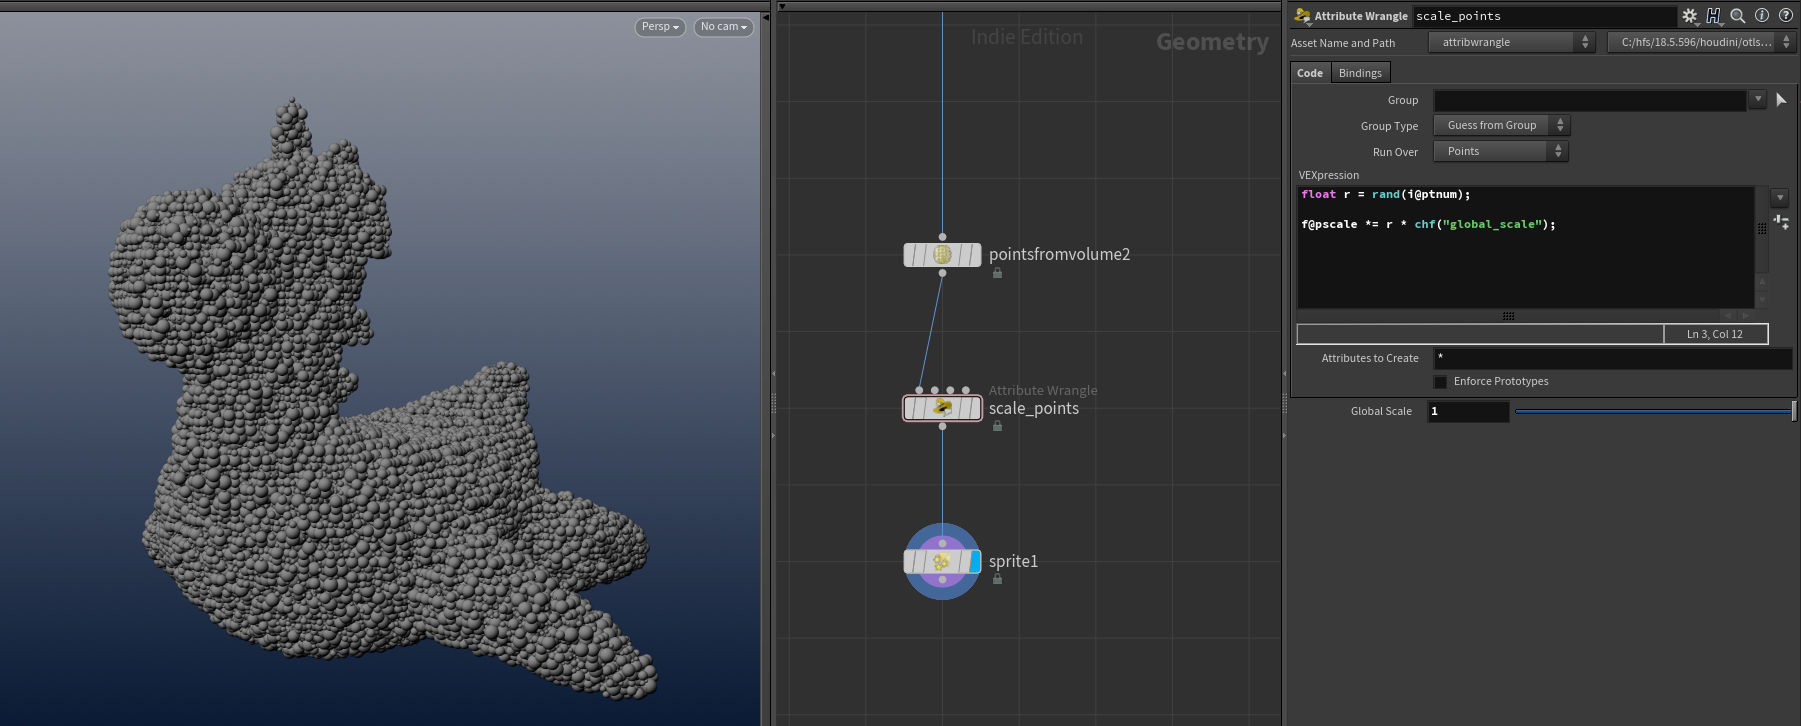 Persp
No cam
Indie Edition
Geometry
pointsfromvolume2
Attribute Wrangle
scale_points
sprite1
Attribute Wrangle scale_points
Asset Name and Path attribwrangle C:/hfs/18.5.596/houdini/otls...
Code Bindings
Group
Group Type Guess from Group
Run Over Points
VEXpression
float r = rand(i@ptnum);
f@pscale *= r * chf("global_scale");
Ln 3, Col 12
Attributes to Create *
Enforce Prototypes
Global Scale 1